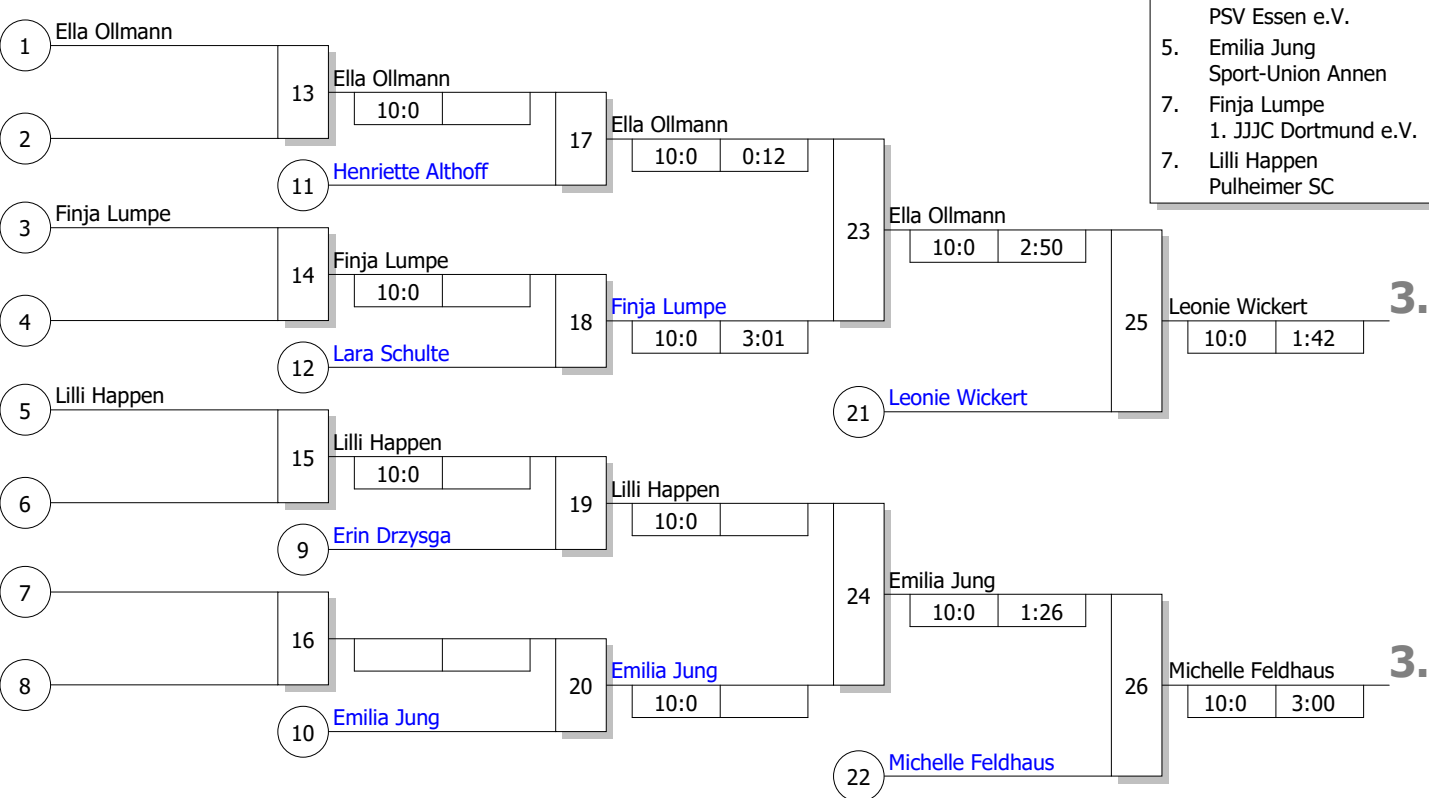 PSV Essen e.V.
5. Emilia Jung
Sport-Union Annen
7. Finja Lumpe
1. JJJC Dortmund e.V.
7. Lilli Happen
Pulheimer SC
1 Ella Ollmann
2
13 Ella Ollmann
10:0
11 Henriette Althoff
17 Ella Ollmann
10:0 0:12
3 Finja Lumpe
4
14 Finja Lumpe
10:0
12 Lara Schulte
18 Finja Lumpe
10:0 3:01
23 Ella Ollmann
10:0 2:50
21 Leonie Wickert
25 Leonie Wickert 3.
10:0 1:42
5 Lilli Happen
6
15 Lilli Happen
10:0
9 Erin Drzysga
19 Lilli Happen
10:0
7
8
16
10 Emilia Jung
20 Emilia Jung
10:0
24 Emilia Jung
10:0 1:26
22 Michelle Feldhaus
26 Michelle Feldhaus 3.
10:0 3:00